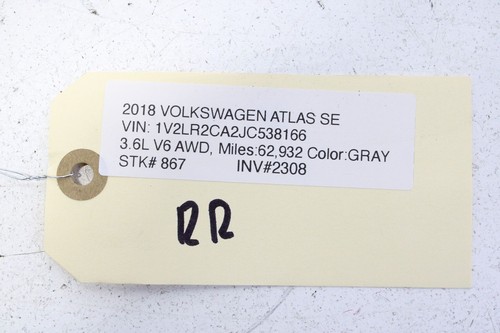 2018 VOLKSWAGEN ATLAS SE
VIN: 1V2LR2CA2JC538166
3.6L V6 AWD, Miles:62,932 Color:GRAY
STK# 867 INV#2308
RR